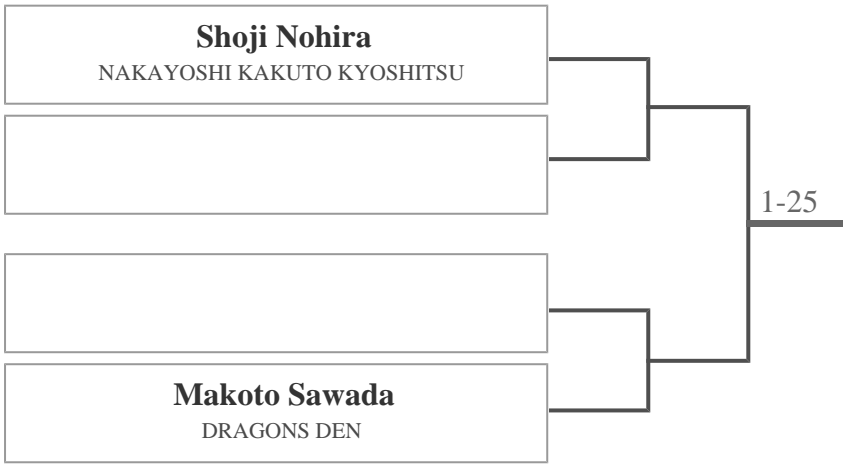 Shoji Nohira
NAKAYOSHI KAKUTO KYOSHITSU
1-25
Makoto Sawada
DRAGONS DEN